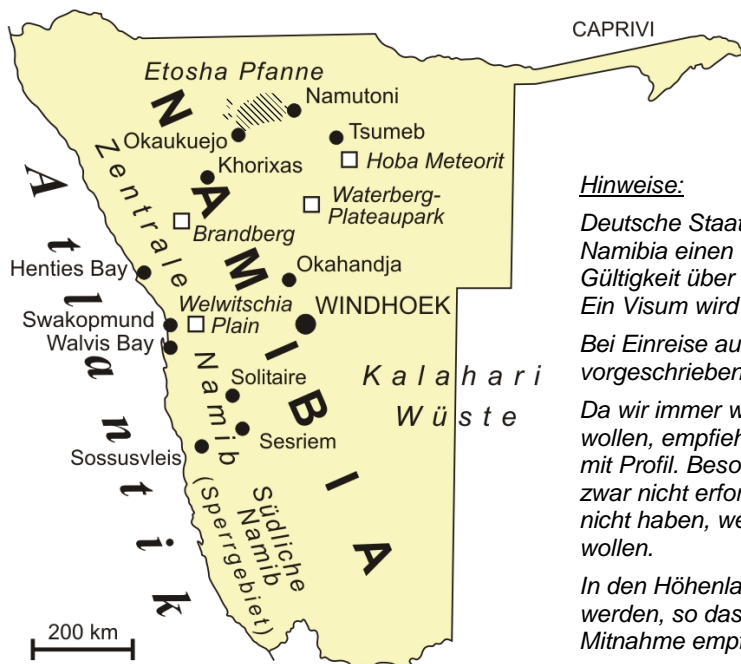 CAPRIVI
Etosha Pfanne
Namutoni
Okaukuejo
Tsumeb
Hoba Meteorit
Khorixas
Waterberg-
Plateaupark
Brandberg
Henties Bay
Okahandja
Welwitschia
Plain
WINDHOEK
Swakopmund
Walvis Bay
Solitaire
Sesriem
Sossusvleis
Kalahari
Wüste
NAMIBIA
Zentrale Namib
Südliche
Namib
(Sperrgebiet)
Atlantik
200 km
Hinweise:
Deutsche Staat
Namibia einen
Gültigkeit über
Ein Visum wird
Bei Einreise au
vorgeschrieben
Da wir immer w
wollen, empfieh
mit Profil. Beso
zwar nicht erfor
nicht haben, we
wollen.
In den Höhenla
werden, so das
Mitnahme empf